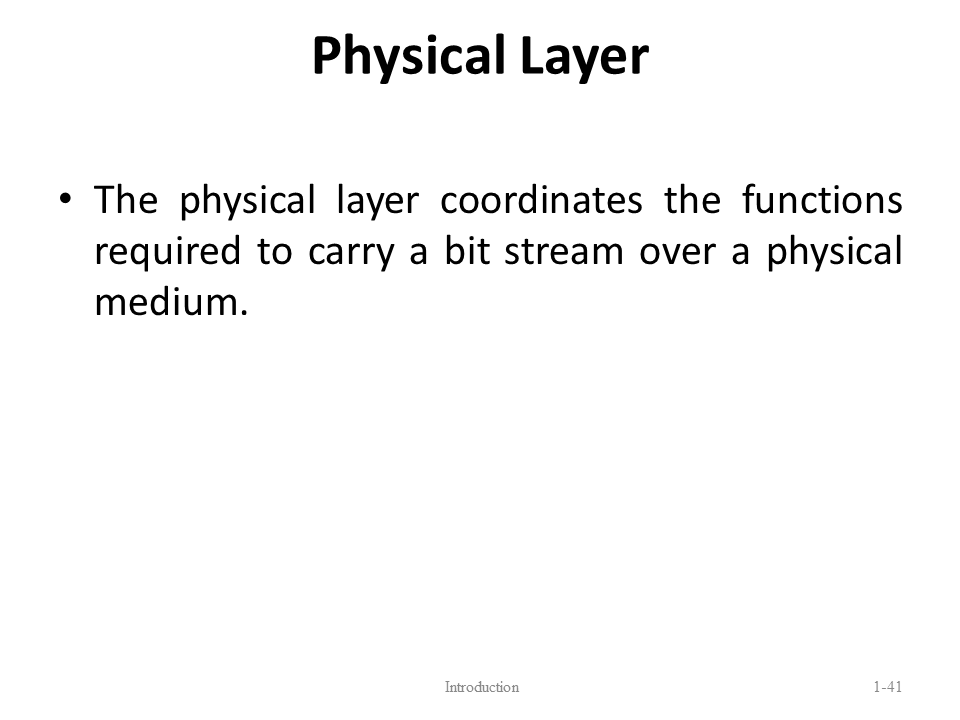 Physical Layer
• The physical layer coordinates the functions
required to carry a bit stream over a physical
medium.
Introduction
1-41